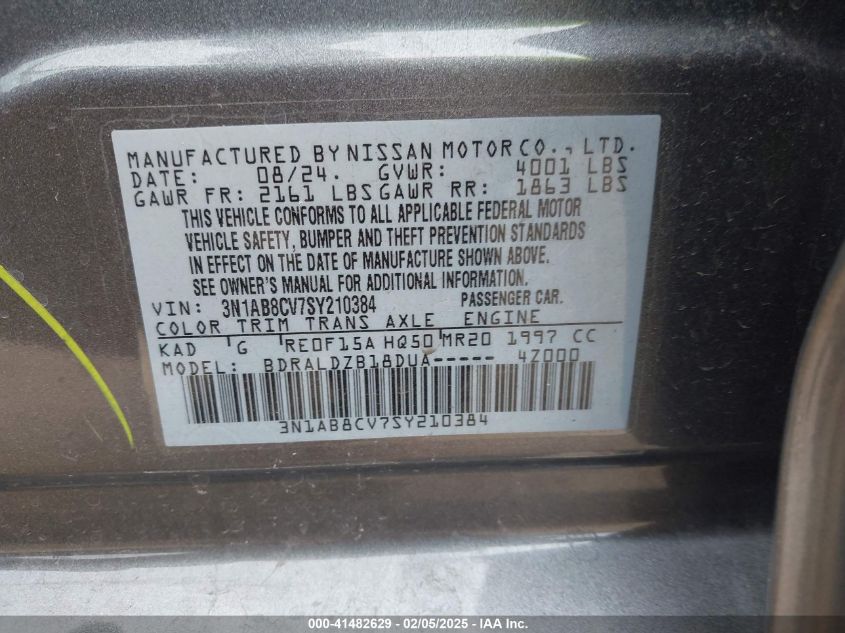 MANUFACTURED BY NISSAN MOTOR CO., LTD.
DATE: 08/24. GVWR: 4001 LBS
GAWR FR: 2161 LBS GAWR RR: 1863 LBS
THIS VEHICLE CONFORMS TO ALL APPLICABLE FEDERAL MOTOR
VEHICLE SAFETY, BUMPER AND THEFT PREVENTION STANDARDS
IN EFFECT ON THE DATE OF MANUFACTURE SHOWN ABOVE.
SEE OWNER'S MANUAL FOR ADDITIONAL INFORMATION.
VIN: 3N1AB8CV7SY210384 PASSENGER CAR.
COLOR TRIM TRANS AXLE ENGINE
KAD G RE0F15A HQ50 MR20 1997 CC
MODEL: BDRALDZB18DUA----- 4Z000
3N1AB8CV7SY210384
000-41482629 - 02/05/2025 - IAA Inc.